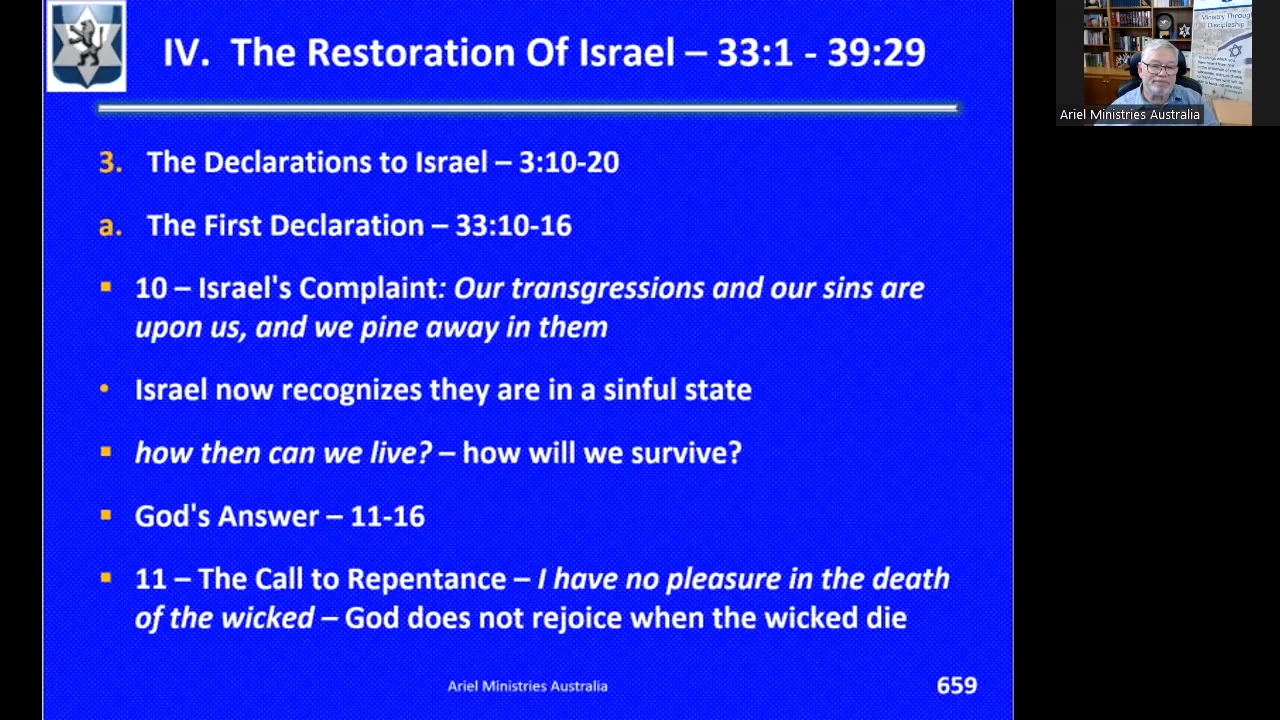 IV. The Restoration Of Israel – 33:1 - 39:29
3. The Declarations to Israel – 3:10-20
a. The First Declaration – 33:10-16
▪ 10 – Israel's Complaint: Our transgressions and our sins are
upon us, and we pine away in them
• Israel now recognizes they are in a sinful state
▪ how then can we live? – how will we survive?
▪ God's Answer – 11-16
▪ 11 – The Call to Repentance – I have no pleasure in the death
of the wicked – God does not rejoice when the wicked die
Ariel Ministries Australia
659
Ministry Through
Discipleship
Ariel Ministries Australia